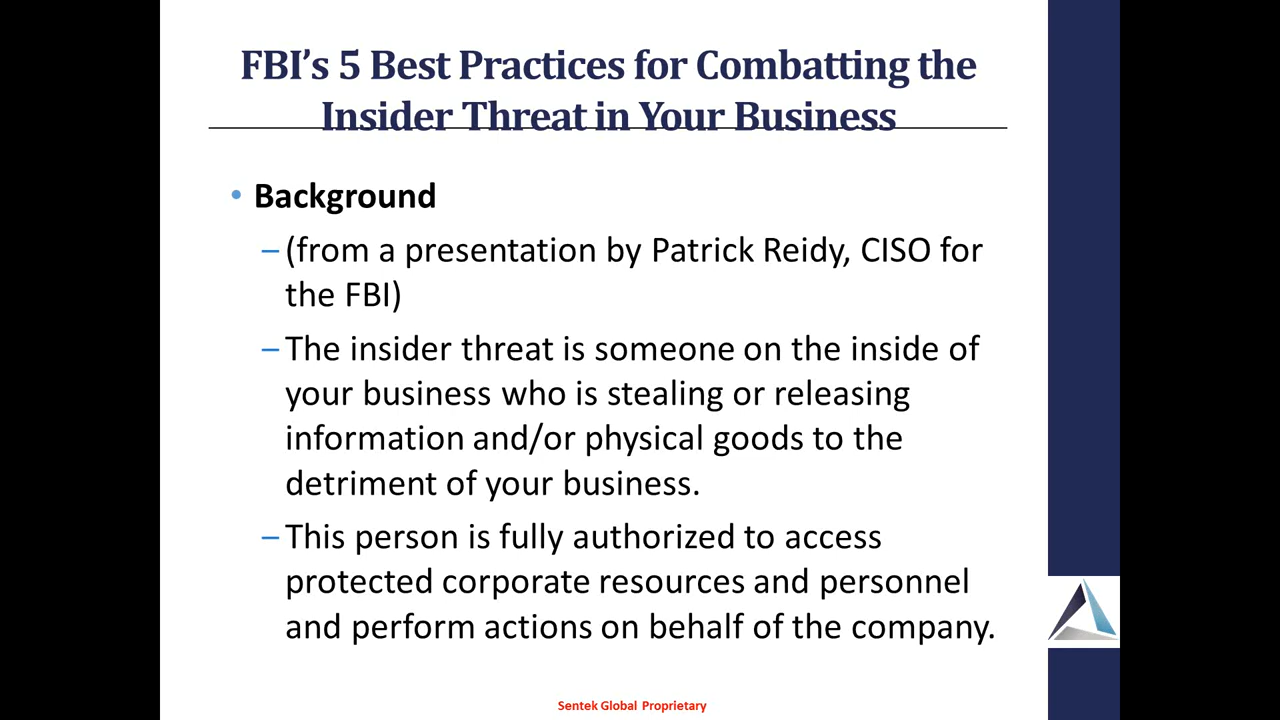 FBI’s 5 Best Practices for Combatting the
Insider Threat in Your Business
• Background
– (from a presentation by Patrick Reidy, CISO for
the FBI)
– The insider threat is someone on the inside of
your business who is stealing or releasing
information and/or physical goods to the
detriment of your business.
– This person is fully authorized to access
protected corporate resources and personnel
and perform actions on behalf of the company.
Sentek Global Proprietary